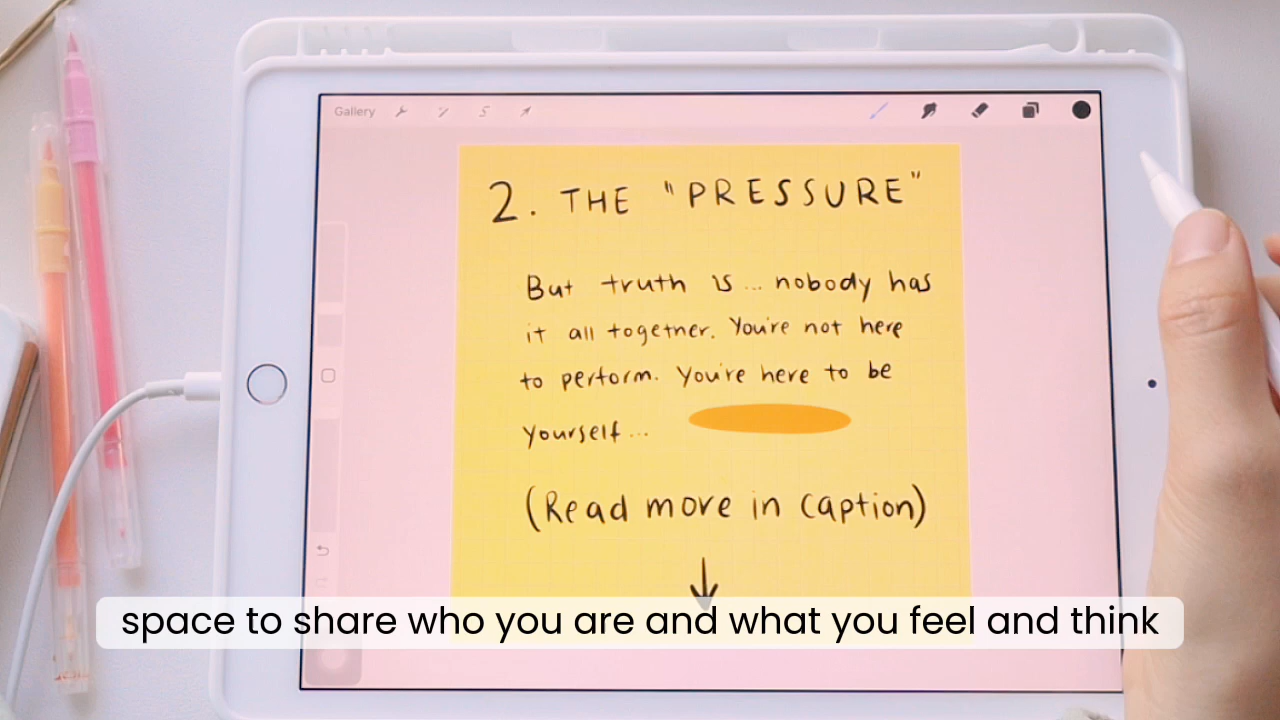 Gallery
2. THE "PRESSURE"
But truth is... nobody has
it all together. You're not here
to perform. You're here to be
yourself...
(Read more in caption)
space to share who you are and what you feel and think